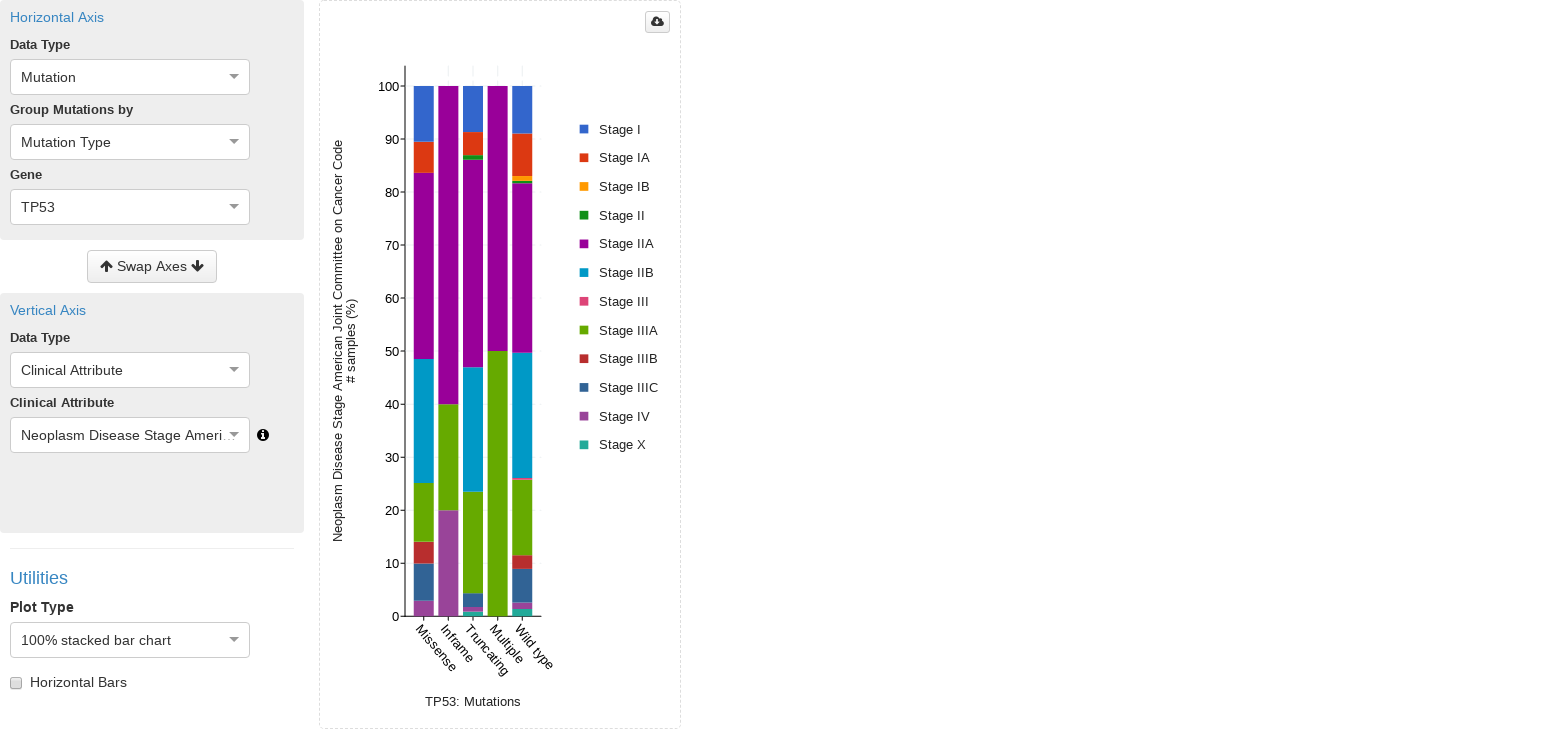 Horizontal Axis
Data Type
Mutation
Group Mutations by
Mutation Type
Gene
TP53
Swap Axes
Vertical Axis
Data Type
Clinical Attribute
Clinical Attribute
Neoplasm Disease Stage Ameri...
Utilities
Plot Type
100% stacked bar chart
Horizontal Bars
Neoplasm Disease Stage American Joint Committee on Cancer Code
# samples (%)
100
90
80
70
60
50
40
30
20
10
0
Missense
Inframe
Truncating
Multiple
Wild type
TP53: Mutations
Stage I
Stage IA
Stage IB
Stage II
Stage IIA
Stage IIB
Stage III
Stage IIIA
Stage IIIB
Stage IIIC
Stage IV
Stage X